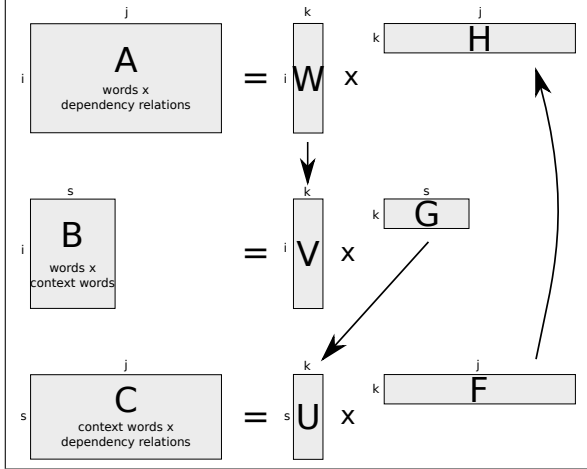 j k j
A = W x H
i i k
words x
dependency relations
s k s
B = V x G
i i k
words x
context words
j k j
C = U x F
s s k
context words x
dependency relations